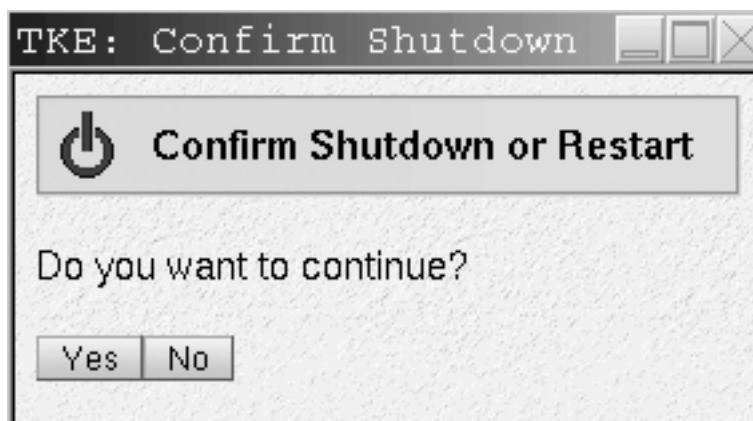 TKE: Confirm Shutdown
Confirm Shutdown or Restart
Do you want to continue?
Yes No